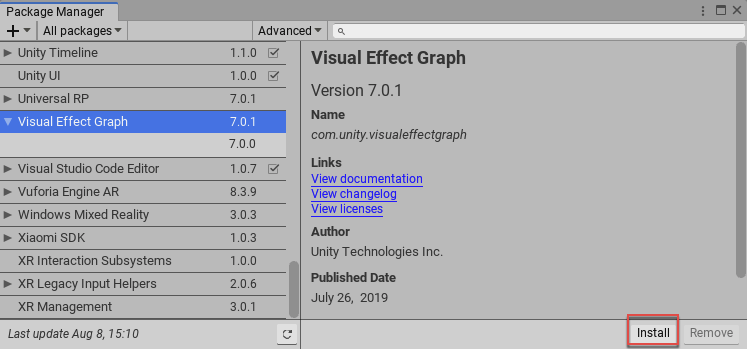 Package Manager
All packages Advanced
Unity Timeline 1.1.0
Unity UI 1.0.0
Universal RP 7.0.1
Visual Effect Graph 7.0.1
7.0.0
Visual Studio Code Editor 1.0.7
Vuforia Engine AR 8.3.9
Windows Mixed Reality 3.0.3
Xiaomi SDK 1.0.3
XR Interaction Subsystems 1.0.0
XR Legacy Input Helpers 2.0.6
XR Management 3.0.1
Last update Aug 8, 15:10
Visual Effect Graph
Version 7.0.1
Name
com.unity.visualeffectgraph
Links
View documentation
View changelog
View licenses
Author
Unity Technologies Inc.
Published Date
July 26, 2019
Install Remove